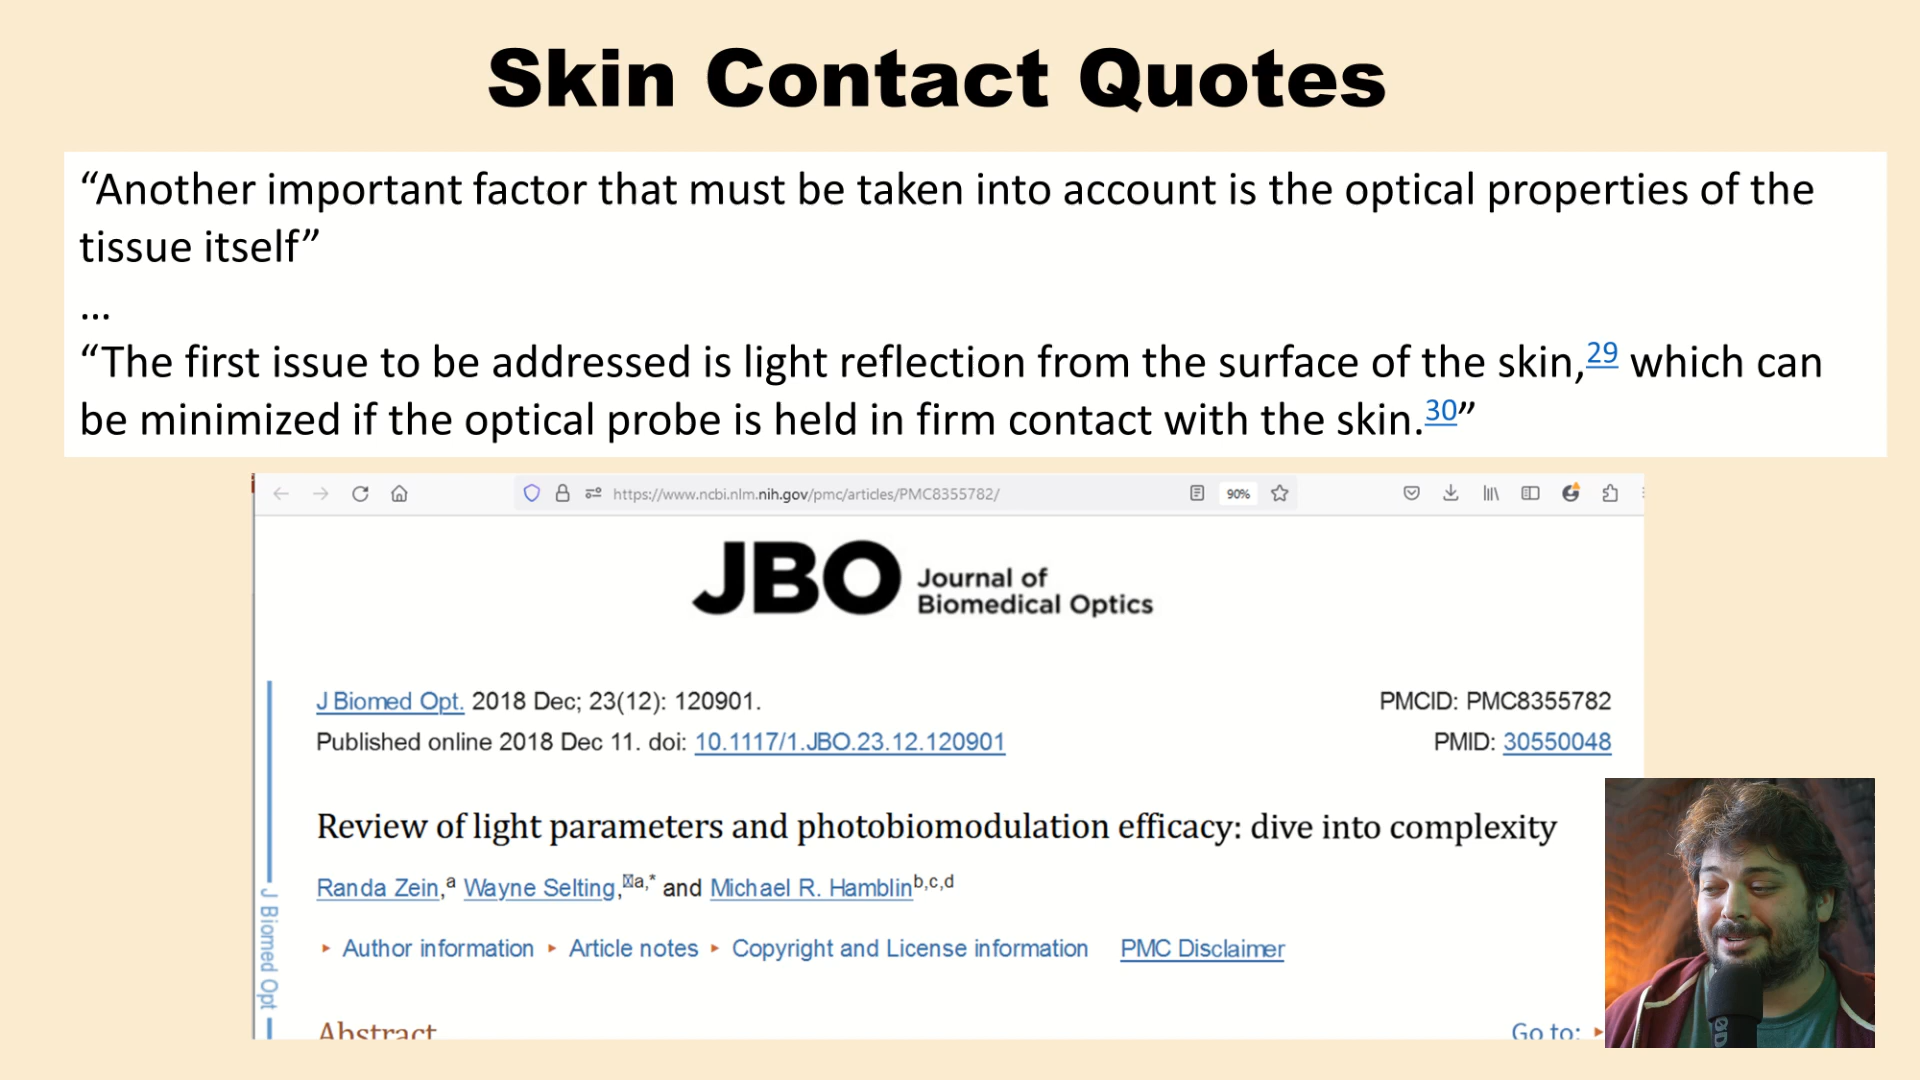 Skin Contact Quotes
“Another important factor that must be taken into account is the optical properties of the
tissue itself”
...
“The first issue to be addressed is light reflection from the surface of the skin,29 which can
be minimized if the optical probe is held in firm contact with the skin.30”
https://www.ncbi.nlm.nih.gov/pmc/articles/PMC8355782/
90%
JBO Journal of
Biomedical Optics
J Biomed Opt. 2018 Dec; 23(12): 120901.
PMCID: PMC8355782
Published online 2018 Dec 11. doi: 10.1117/1.JBO.23.12.120901
PMID: 30550048
Review of light parameters and photobiomodulation efficacy: dive into complexity
Randa Zein,a Wayne Selting,a,* and Michael R. Hamblinb,c,d
Author information Article notes Copyright and License information PMC Disclaimer
J Biomed Opt
Abstract
Go to: